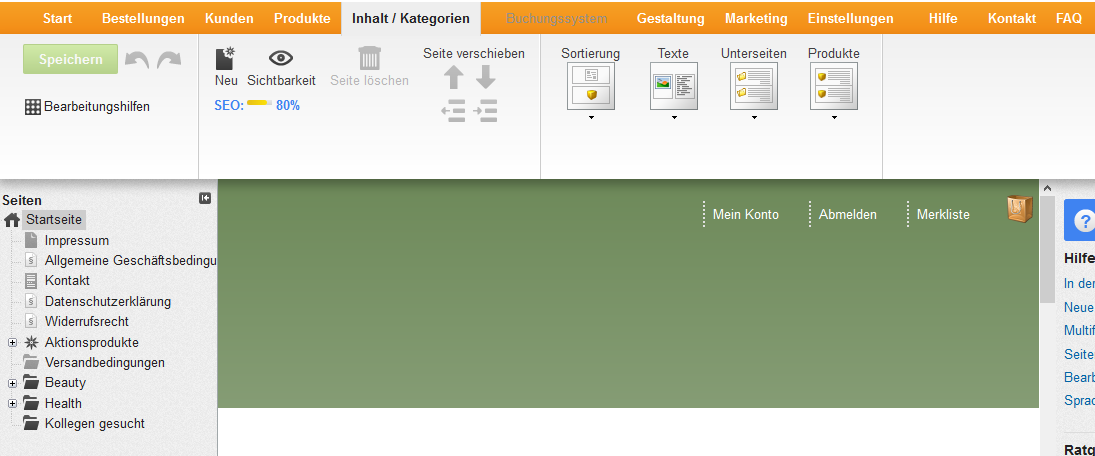 Start Bestellungen Kunden Produkte Inhalt / Kategorien Buchungssystem Gestaltung Marketing Einstellungen Hilfe Kontakt FAQ
Speichern
Bearbeitungshilfen
Neu Sichtbarkeit Seite löschen
SEO: 80%
Seite verschieben
Sortierung Texte Unterseiten Produkte
Seiten
Startseite
Impressum
Allgemeine Geschäftsbedingu
Kontakt
Datenschutzerklärung
Widerrufsrecht
Aktionsprodukte
Versandbedingungen
Beauty
Health
Kollegen gesucht
Mein Konto Abmelden Merkliste
?
Hilfe
In der
Neue
Multif
Seite
Bearb
Sprac
Ratg